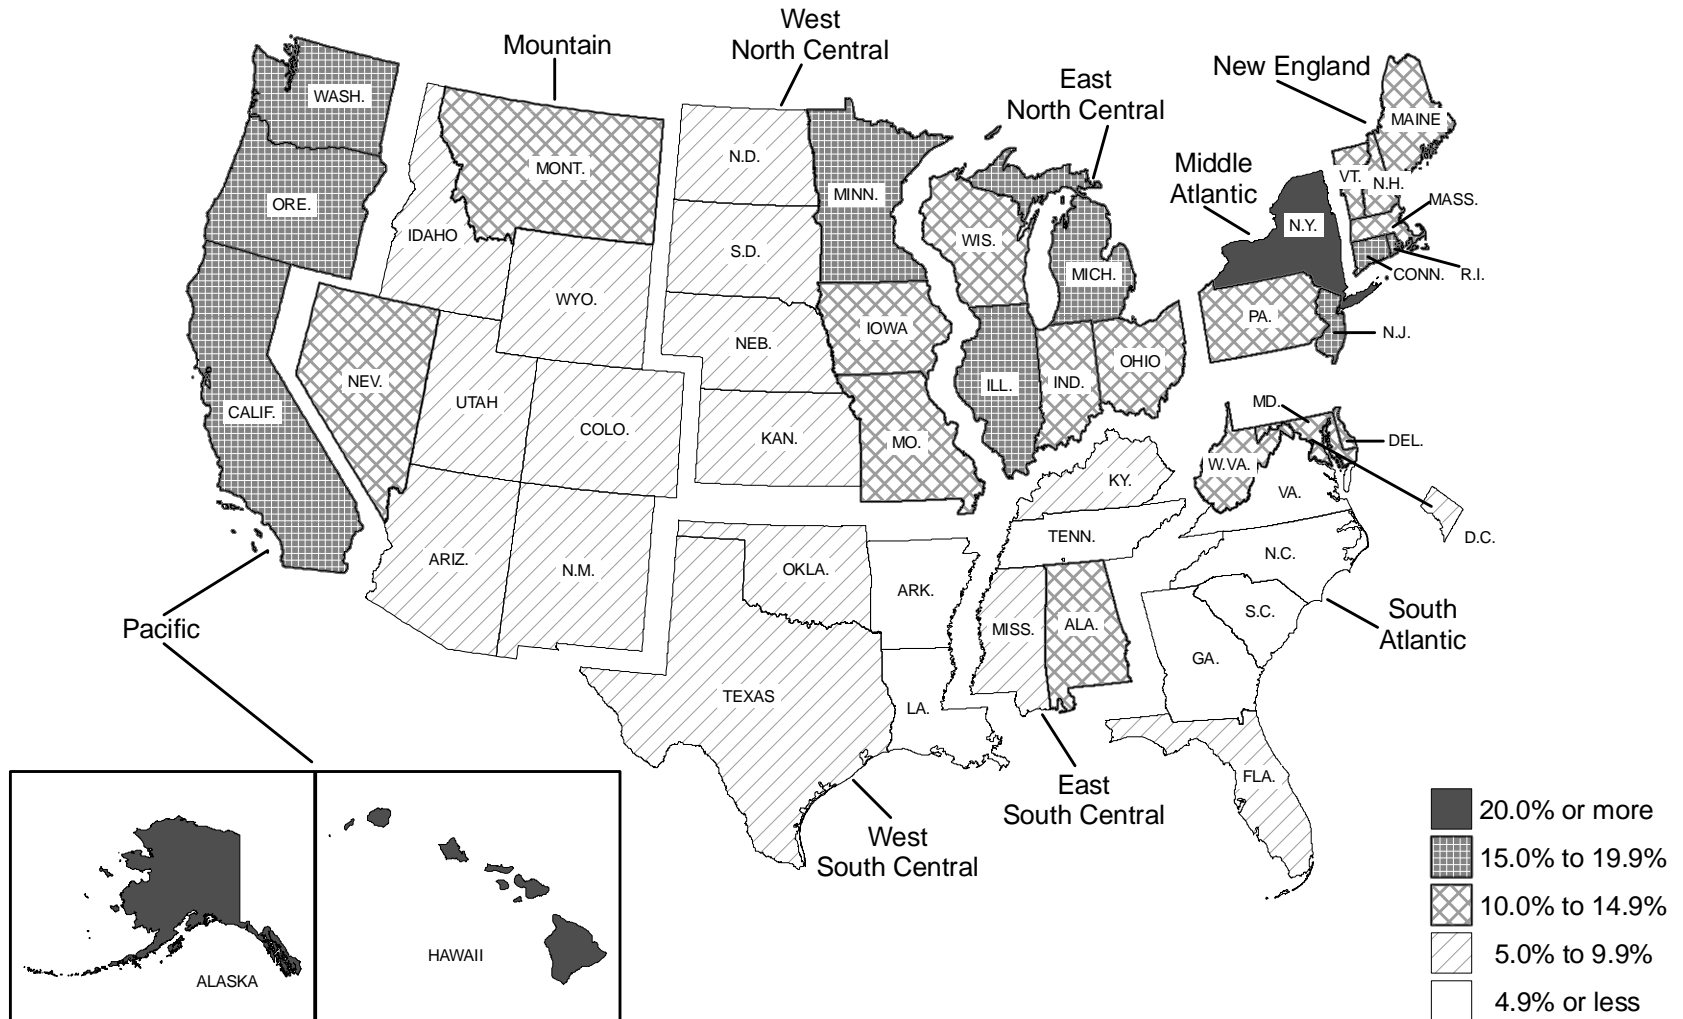 West
North Central
Mountain
New England
East
North Central
Middle
Atlantic
WASH.
MONT.
N.D.
MINN.
MAINE
VT.
N.H.
MASS.
ORE.
IDAHO
S.D.
WIS.
MICH.
N.Y.
CONN.
R.I.
WYO.
NEB.
IOWA
PA.
N.J.
NEV.
UTAH
COLO.
KAN.
MO.
ILL.
IND.
OHIO
CALIF.
MD.
DEL.
W.VA.
KY.
VA.
D.C.
ARIZ.
N.M.
OKLA.
ARK.
TENN.
N.C.
S.C.
South
Atlantic
Pacific
MISS.
ALA.
GA.
TEXAS
LA.
FLA.
East
South Central
West
South Central
ALASKA
HAWAII
20.0% or more
15.0% to 19.9%
10.0% to 14.9%
5.0% to 9.9%
4.9% or less